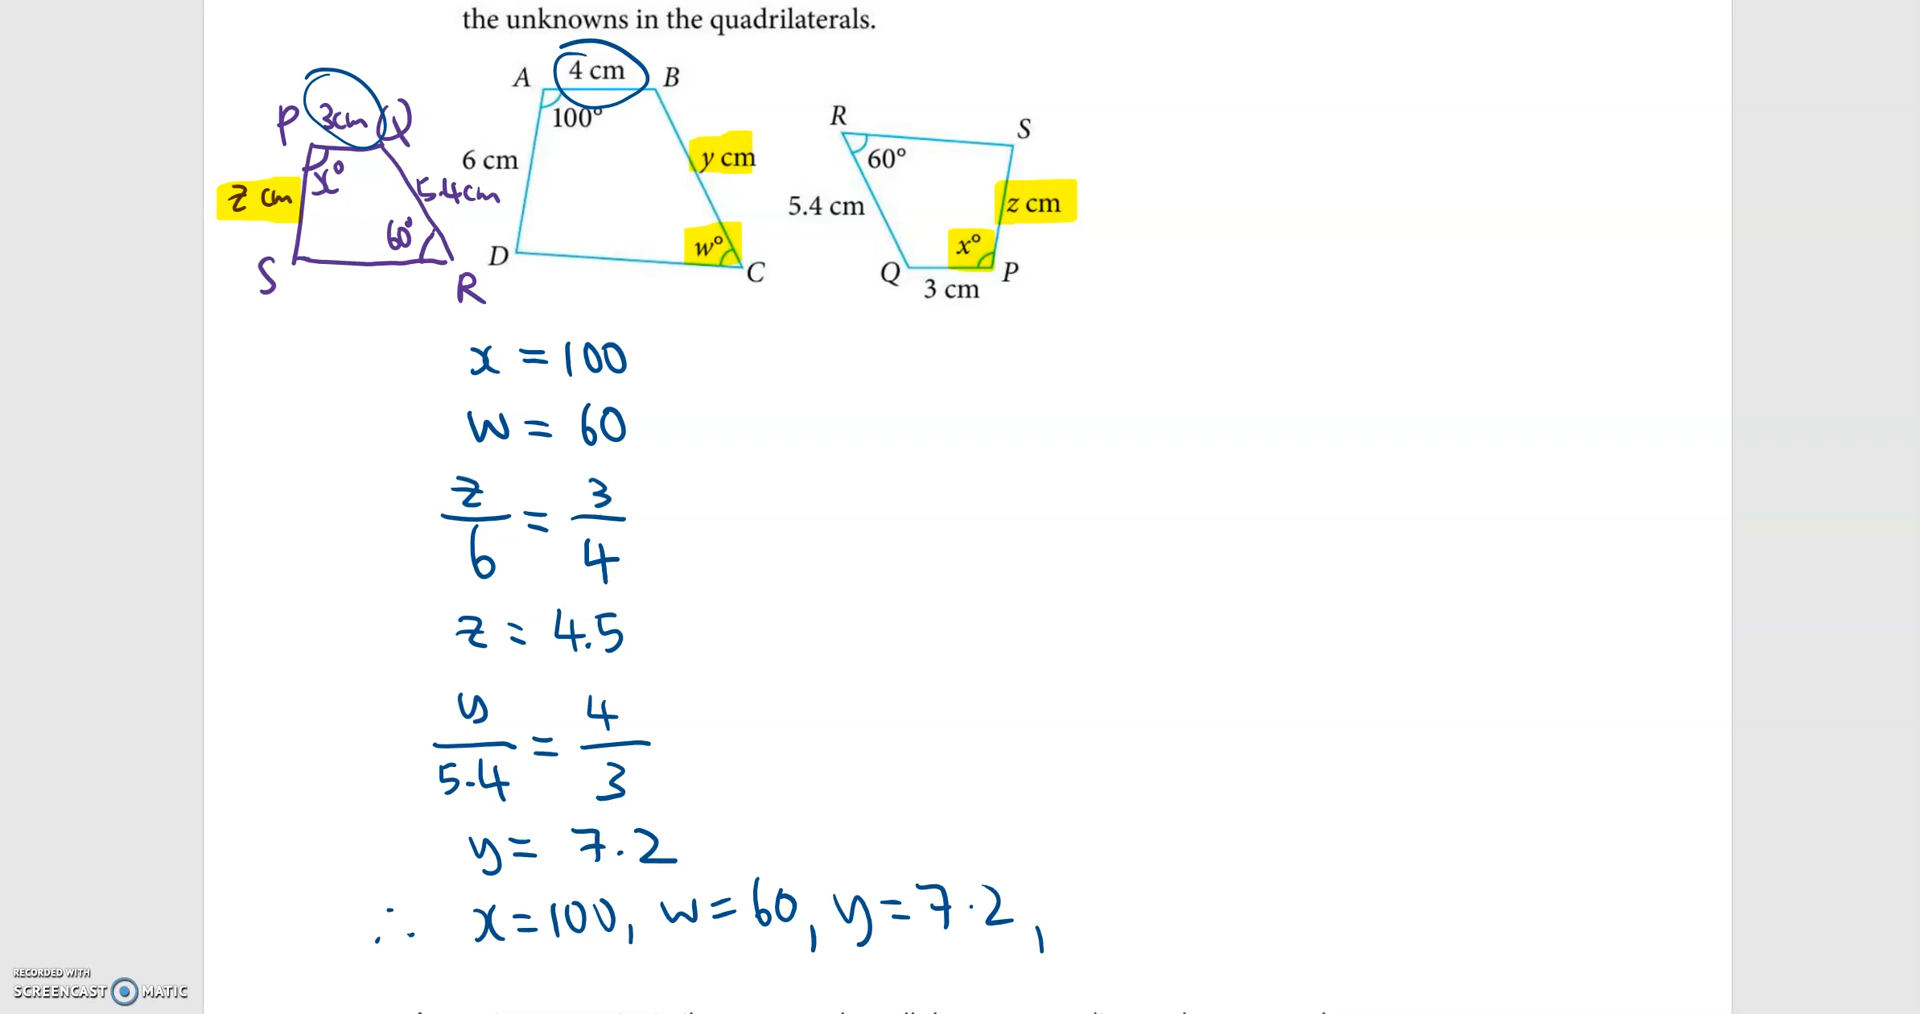 the unknowns in the quadrilaterals.
P 3cm Q
z cm
x°
5.4cm
60°
S
R
A 4 cm B
100°
6 cm
y cm
D
w°
C
R
60°
S
5.4 cm
z cm
x°
Q
P
3 cm
x = 100
w = 60
z/6 = 3/4
z = 4.5
y/5.4 = 4/3
y = 7.2
∴ x=100, w=60, y=7.2,
RECORDED WITH
SCREENCAST MATIC